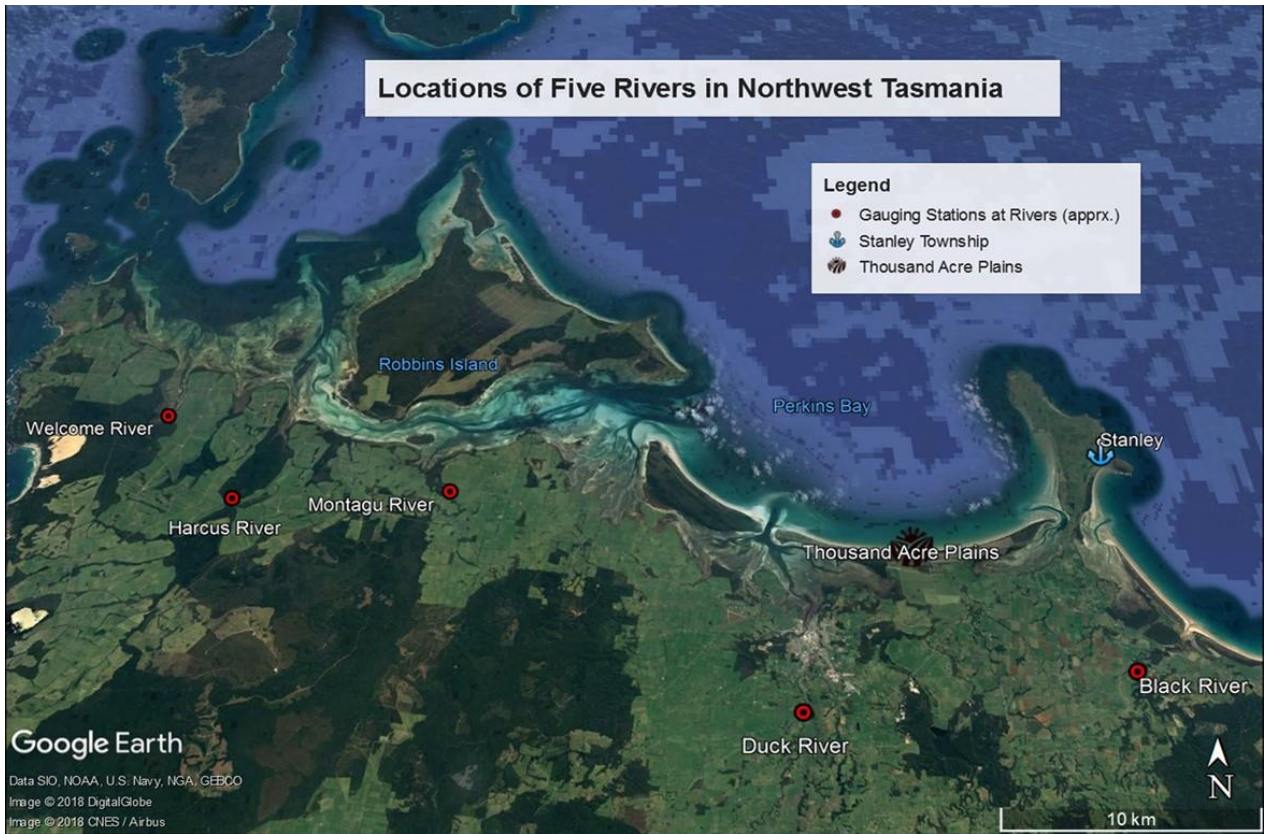 Locations of Five Rivers in Northwest Tasmania
Legend
Gauging Stations at Rivers (apprx.)
Stanley Township
Thousand Acre Plains
Robbins Island
Perkins Bay
Welcome River
Stanley
Harcus River
Montagu River
Thousand Acre Plains
Black River
Duck River
Google Earth
Data SIO, NOAA, U.S. Navy, NGA, GEBCO
Image © 2018 DigitalGlobe
Image © 2018 CNES / Airbus
N
10 km